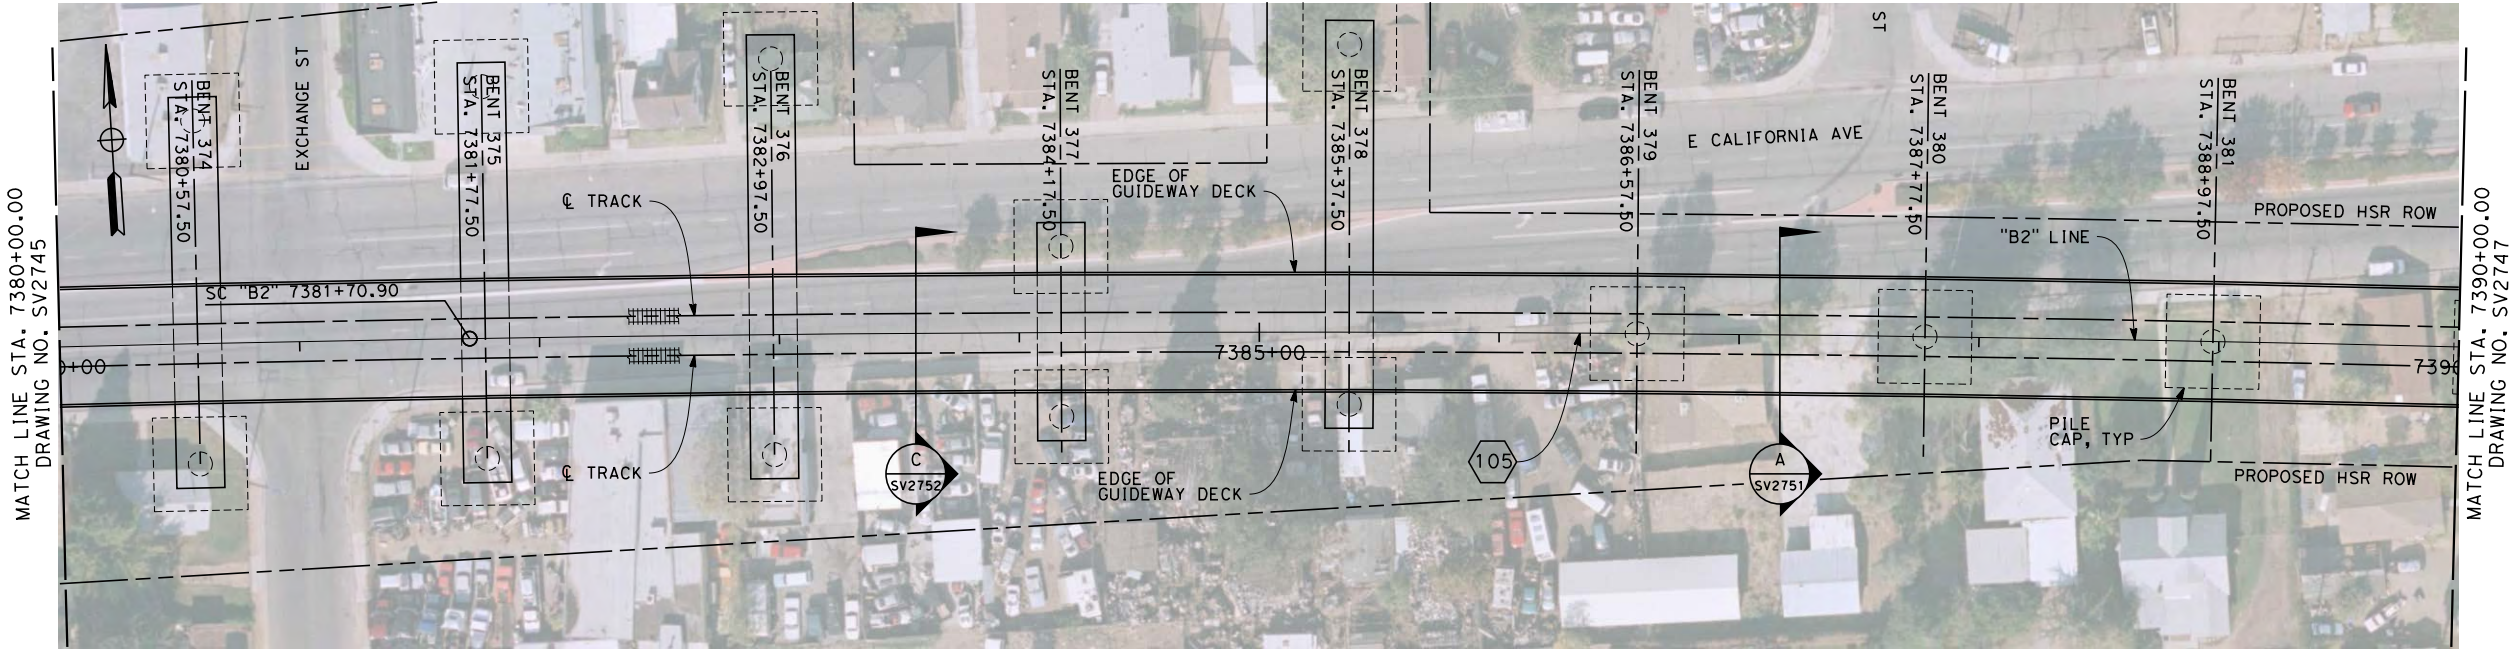 MATCH LINE STA. 7380+00.00
DRAWING NO. SV2745
EXCHANGE ST
BENT 374
STA. 7380+57.50
BENT 375
STA. 7381+77.50
BENT 376
STA. 7382+97.50
BENT 377
STA. 7384+17.50
BENT 378
STA. 7385+37.50
BENT 379
STA. 7386+57.50
BENT 380
STA. 7387+77.50
BENT 381
STA. 7388+97.50
ST
E CALIFORNIA AVE
℄ TRACK
EDGE OF
GUIDEWAY DECK
PROPOSED HSR ROW
"B2" LINE
SC "B2" 7381+70.90
0+00
7385+00
739
℄ TRACK
C
SV2752
EDGE OF
GUIDEWAY DECK
105
A
SV2751
PILE
CAP, TYP
PROPOSED HSR ROW
MATCH LINE STA. 7390+00.00
DRAWING NO. SV2747